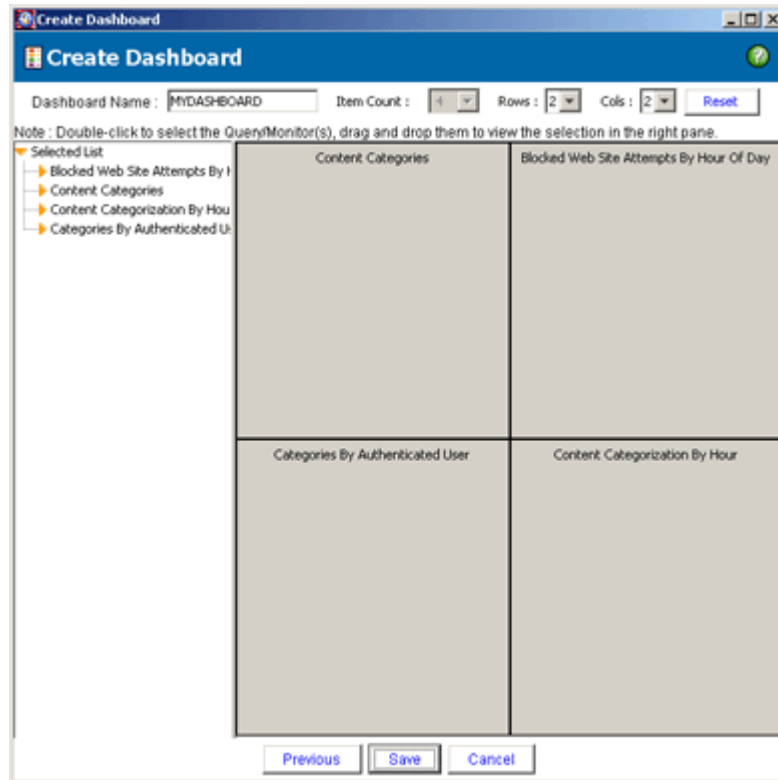 Create Dashboard
Create Dashboard
Dashboard Name : MYDASHBOARD Item Count : 4 Rows : 2 Cols : 2 Reset
Note : Double-click to select the Query/Monitor(s), drag and drop them to view the selection in the right pane.
Selected List
Blocked Web Site Attempts By H
Content Categories
Content Categorization By Hou
Categories By Authenticated Us
Content Categories
Blocked Web Site Attempts By Hour Of Day
Categories By Authenticated User
Content Categorization By Hour
Previous Save Cancel